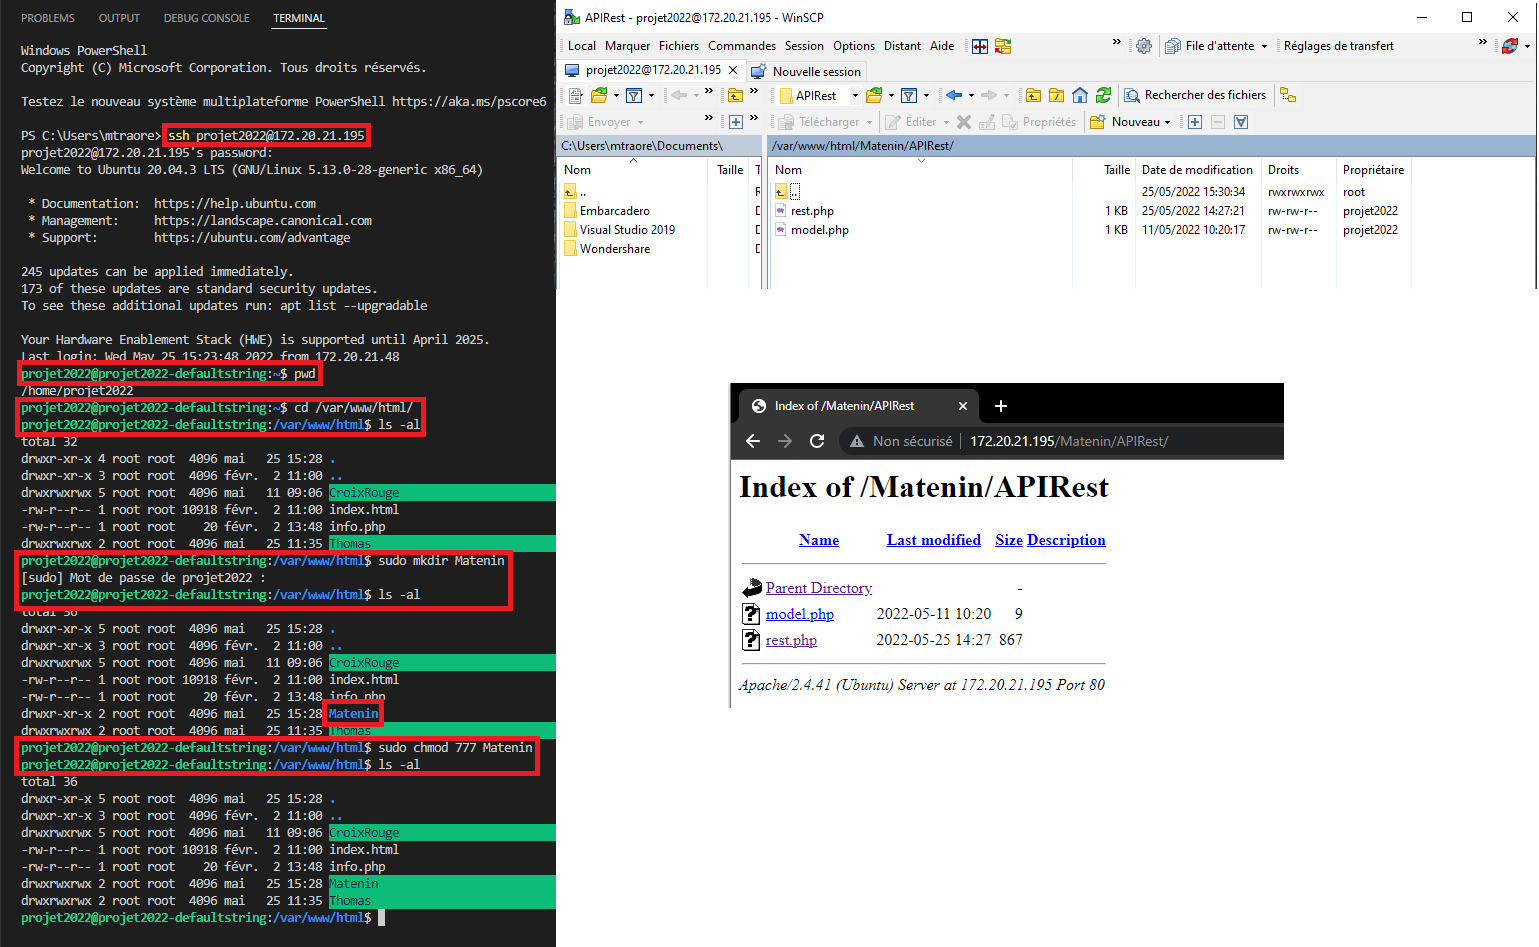 PROBLEMS OUTPUT DEBUG CONSOLE TERMINAL
Windows PowerShell
Copyright (C) Microsoft Corporation. Tous droits réservés.
Testez le nouveau système multiplateforme PowerShell https://aka.ms/pscore6
PS C:\Users\mtraore> ssh projet2022@172.20.21.195
projet2022@172.20.21.195's password:
Welcome to Ubuntu 20.04.3 LTS (GNU/Linux 5.13.0-28-generic x86_64)
* Documentation: https://help.ubuntu.com
* Management: https://landscape.canonical.com
* Support: https://ubuntu.com/advantage
245 updates can be applied immediately.
173 of these updates are standard security updates.
To see these additional updates run: apt list --upgradable
Your Hardware Enablement Stack (HWE) is supported until April 2025.
Last login: Wed May 25 15:23:48 2022 from 172.20.21.48
projet2022@projet2022-defaultstring:~$ pwd
/home/projet2022
projet2022@projet2022-defaultstring:~$ cd /var/www/html/
projet2022@projet2022-defaultstring:/var/www/html$ ls -al
total 32
drwxr-xr-x 4 root root 4096 mai 25 15:28 .
drwxr-xr-x 3 root root 4096 févr. 2 11:00 ..
drwxrwxrwx 5 root root 4096 mai 11 09:06 CroixRouge
-rw-r--r-- 1 root root 10918 févr. 2 11:00 index.html
-rw-r--r-- 1 root root 20 févr. 2 13:48 info.php
drwxrwxrwx 2 root root 4096 mai 25 11:35 Thomas
projet2022@projet2022-defaultstring:/var/www/html$ sudo mkdir Matenin
[sudo] Mot de passe de projet2022 :
projet2022@projet2022-defaultstring:/var/www/html$ ls -al
total 36
drwxr-xr-x 5 root root 4096 mai 25 15:28 .
drwxr-xr-x 3 root root 4096 févr. 2 11:00 ..
drwxrwxrwx 5 root root 4096 mai 11 09:06 CroixRouge
-rw-r--r-- 1 root root 10918 févr. 2 11:00 index.html
-rw-r--r-- 1 root root 20 févr. 2 13:48 info.php
drwxr-xr-x 2 root root 4096 mai 25 15:28 Matenin
drwxrwxrwx 2 root root 4096 mai 25 11:35 Thomas
projet2022@projet2022-defaultstring:/var/www/html$ sudo chmod 777 Matenin
projet2022@projet2022-defaultstring:/var/www/html$ ls -al
total 36
drwxr-xr-x 5 root root 4096 mai 25 15:28 .
drwxr-xr-x 3 root root 4096 févr. 2 11:00 ..
drwxrwxrwx 5 root root 4096 mai 11 09:06 CroixRouge
-rw-r--r-- 1 root root 10918 févr. 2 11:00 index.html
-rw-r--r-- 1 root root 20 févr. 2 13:48 info.php
drwxrwxrwx 2 root root 4096 mai 25 15:28 Matenin
drwxrwxrwx 2 root root 4096 mai 25 11:35 Thomas
projet2022@projet2022-defaultstring:/var/www/html$
APIRest - projet2022@172.20.21.195 - WinSCP
Local Marquer Fichiers Commandes Session Options Distant Aide » File d'attente Réglages de transfert »
projet2022@172.20.21.195 × Nouvelle session
» APIRest Rechercher des fichiers
Envoyer » Télécharger Éditer Propriétés Nouveau
C:\Users\mtraore\Documents\ /var/www/html/Matenin/APIRest/
Nom Taille T Nom Taille Date de modification Droits Propriétaire
.. R .. 25/05/2022 15:30:34 rwxrwxrwx root
Embarcadero D rest.php 1 KB 25/05/2022 14:27:21 rw-rw-r-- projet2022
Visual Studio 2019 D model.php 1 KB 11/05/2022 10:20:17 rw-rw-r-- projet2022
Wondershare D
Index of /Matenin/APIRest
Non sécurisé | 172.20.21.195/Matenin/APIRest/
Index of /Matenin/APIRest
Name Last modified Size Description
Parent Directory -
model.php 2022-05-11 10:20 9
rest.php 2022-05-25 14:27 867
Apache/2.4.41 (Ubuntu) Server at 172.20.21.195 Port 80